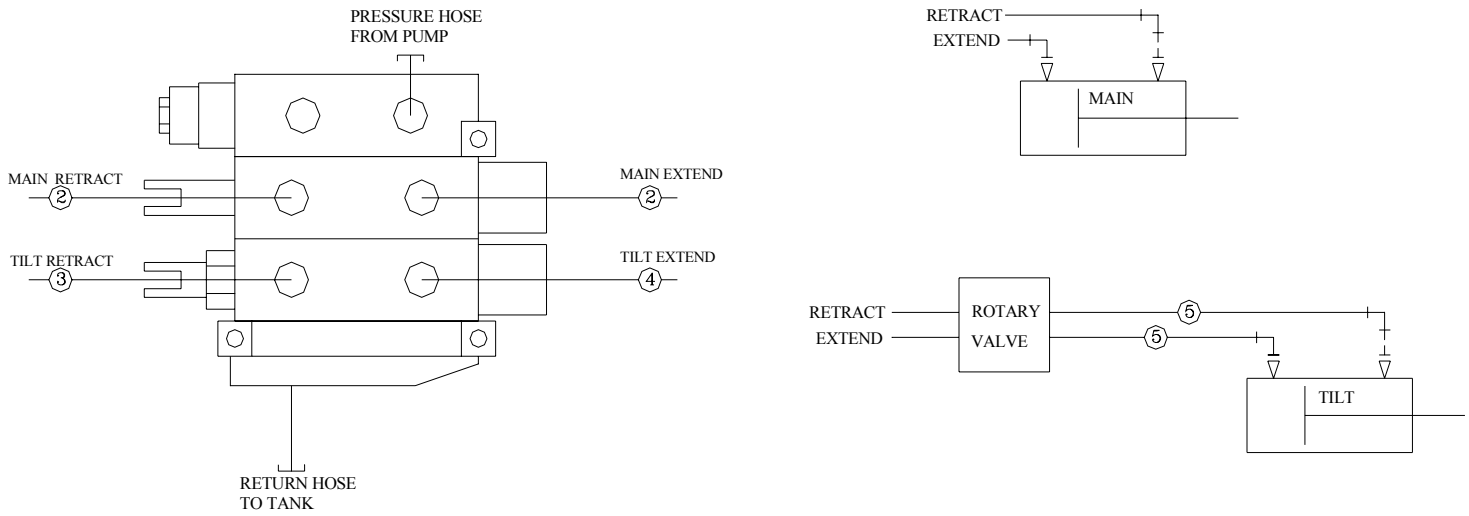 PRESSURE HOSE
FROM PUMP
MAIN RETRACT
2
MAIN EXTEND
2
TILT RETRACT
3
TILT EXTEND
4
RETURN HOSE
TO TANK
RETRACT
EXTEND
MAIN
RETRACT
EXTEND
ROTARY
VALVE
5
5
TILT